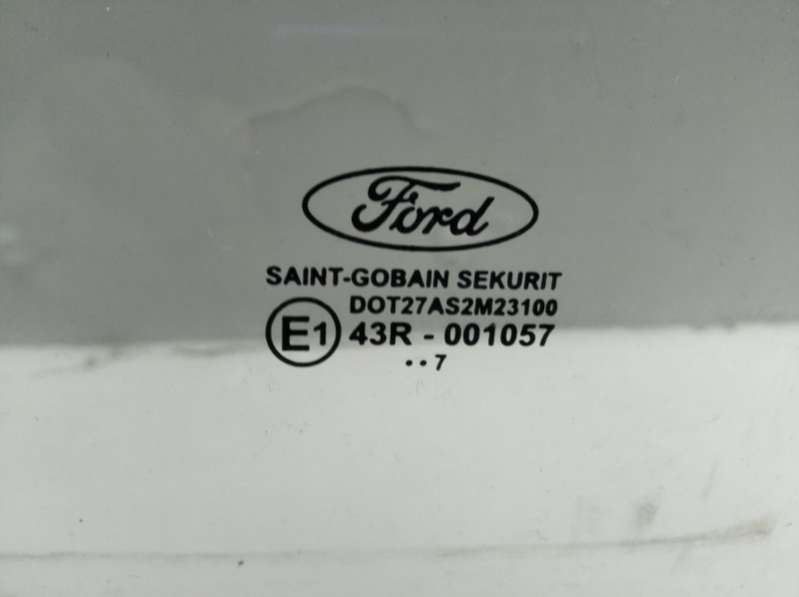 Ford
SAINT-GOBAIN SEKURIT
DOT27AS2M23100
E1 43R - 001057
··7